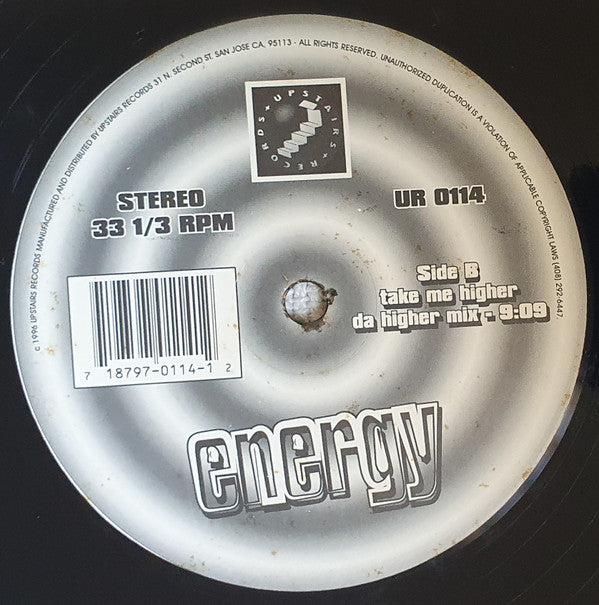 © 1996 UPSTAIRS RECORDS MANUFACTURED AND DISTRIBUTED BY UPSTAIRS RECORDS 31 N. SECOND ST. SAN JOSE CA. 95113 - ALL RIGHTS RESERVED. UNAUTHORIZED DUPLICATION IS A VIOLATION OF APPLICABLE COPYRIGHT LAWS (408) 292-6447.
UPSTAIRS * RECORDS
STEREO
33 1/3 RPM
UR 0114
Side B
take me higher
da higher mix - 9:09
7 18797-0114-1 2
energy